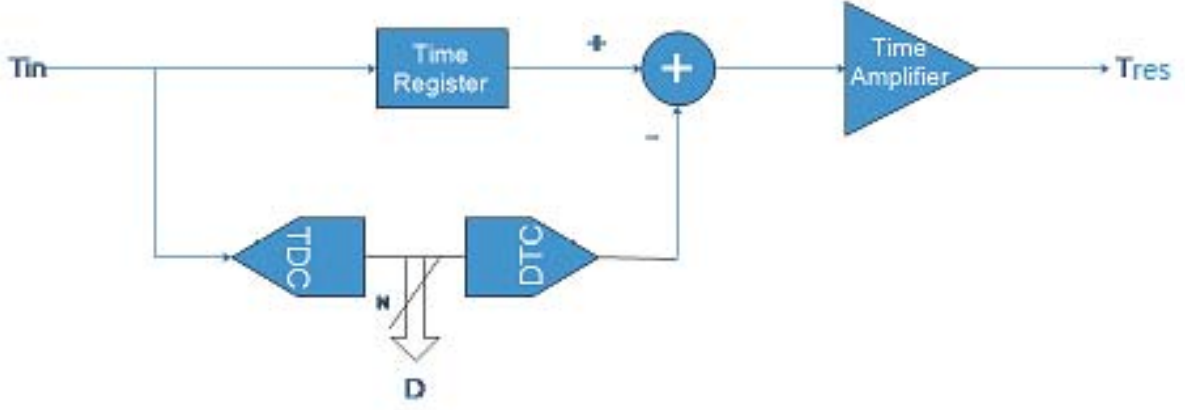 Tin
Time
Register
+
+
-
Time
Amplifier
Tres
TDC
DTC
N
D